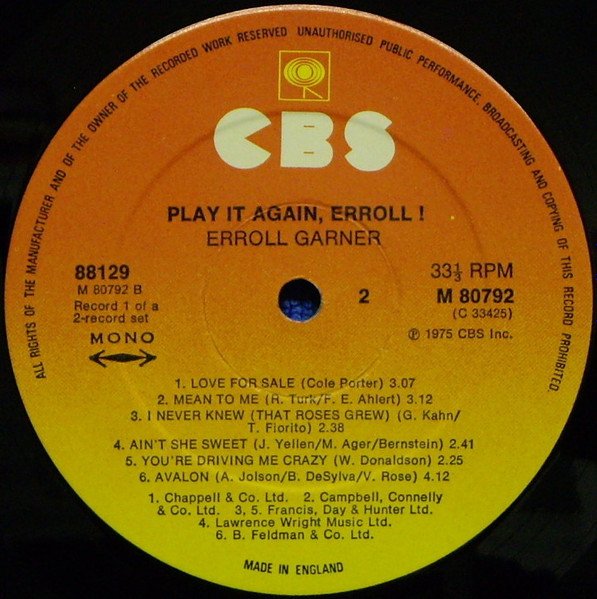 ALL RIGHTS OF THE MANUFACTURER AND OF THE OWNER OF THE RECORDED WORK RESERVED UNAUTHORISED PUBLIC PERFORMANCE, BROADCASTING AND COPYING OF THIS RECORD PROHIBITED.
CBS
PLAY IT AGAIN, ERROLL !
ERROLL GARNER
88129
M 80792 B
Record 1 of a
2-record set
MONO
2
33⅓ RPM
M 80792
(C 33425)
℗ 1975 CBS Inc.
1. LOVE FOR SALE (Cole Porter) 3.07
2. MEAN TO ME (R. Turk/F. E. Ahlert) 3.12
3. I NEVER KNEW (THAT ROSES GREW) (G. Kahn/
T. Fiorito) 2.38
4. AIN'T SHE SWEET (J. Yellen/M. Ager/Bernstein) 2.41
5. YOU'RE DRIVING ME CRAZY (W. Donaldson) 2.25
6. AVALON (A. Jolson/B. DeSylva/V. Rose) 4.12
1. Chappell & Co. Ltd. 2. Campbell, Connelly
& Co. Ltd. 3, 5. Francis, Day & Hunter Ltd.
4. Lawrence Wright Music Ltd.
6. B. Feldman & Co. Ltd.
MADE IN ENGLAND